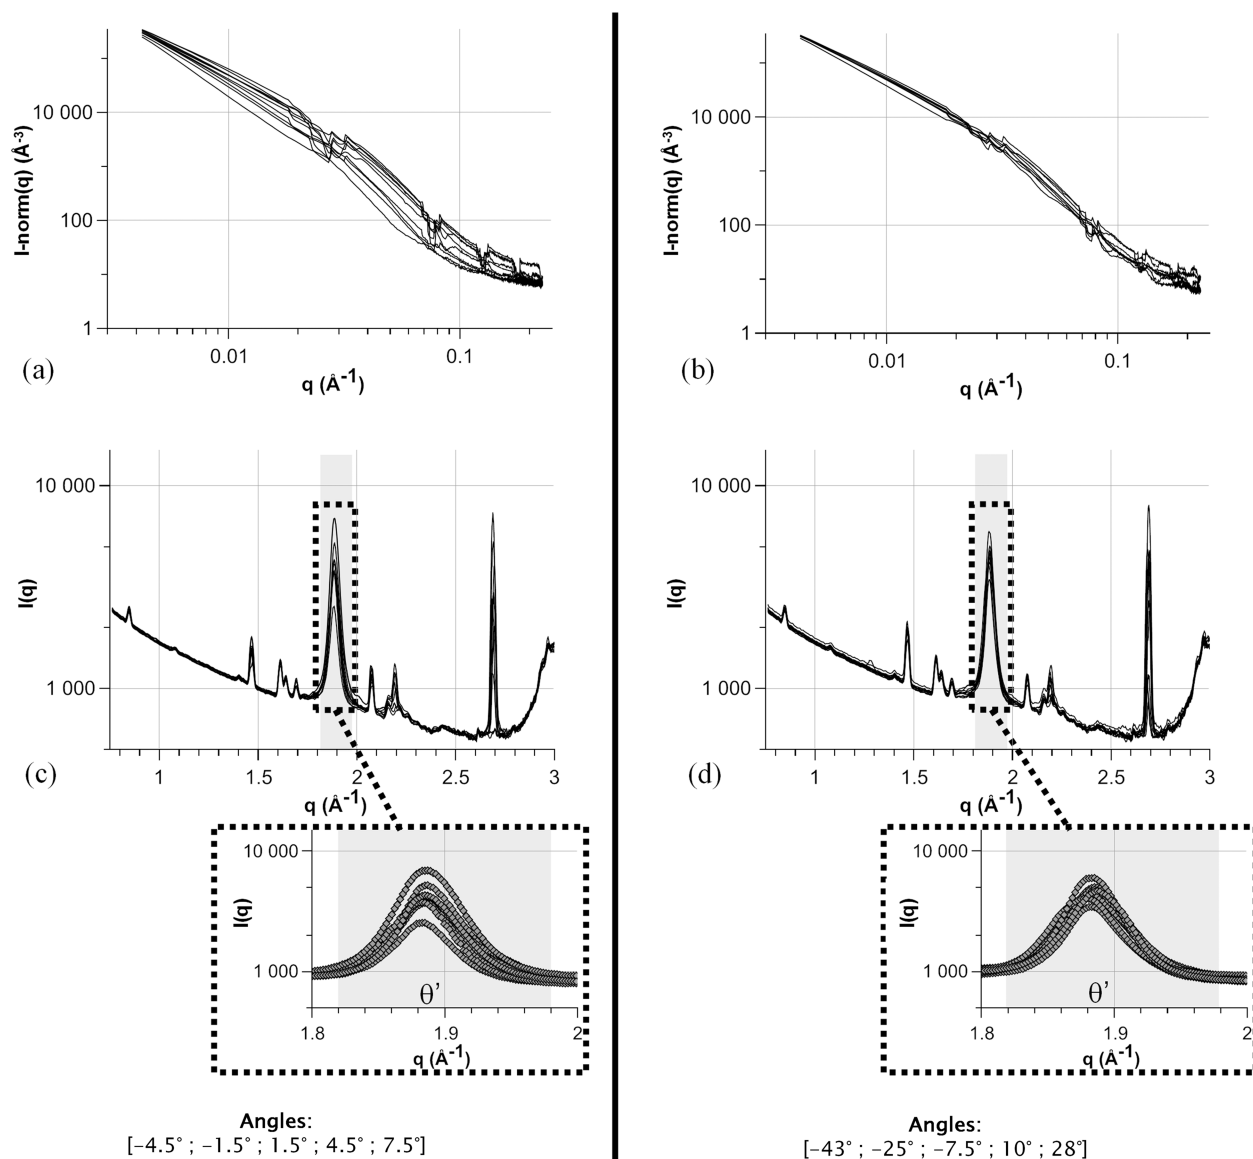 I-norm(q) (Å-3)
10 000
100
1
0.01
0.1
q (Å-1)
(a)
I-norm(q) (Å-3)
10 000
100
1
0.01
0.1
q (Å-1)
(b)
I(q)
10 000
1 000
1
1.5
2
2.5
3
q (Å-1)
(c)
I(q)
10 000
1 000
1
1.5
2
2.5
3
q (Å-1)
(d)
I(q)
10 000
1 000
θ’
1.8
1.9
2
q (Å-1)
I(q)
10 000
1 000
θ’
1.8
1.9
2
q (Å-1)
Angles:
[−4.5° ; −1.5° ; 1.5° ; 4.5° ; 7.5°]
Angles:
[−43° ; −25° ; −7.5° ; 10° ; 28°]